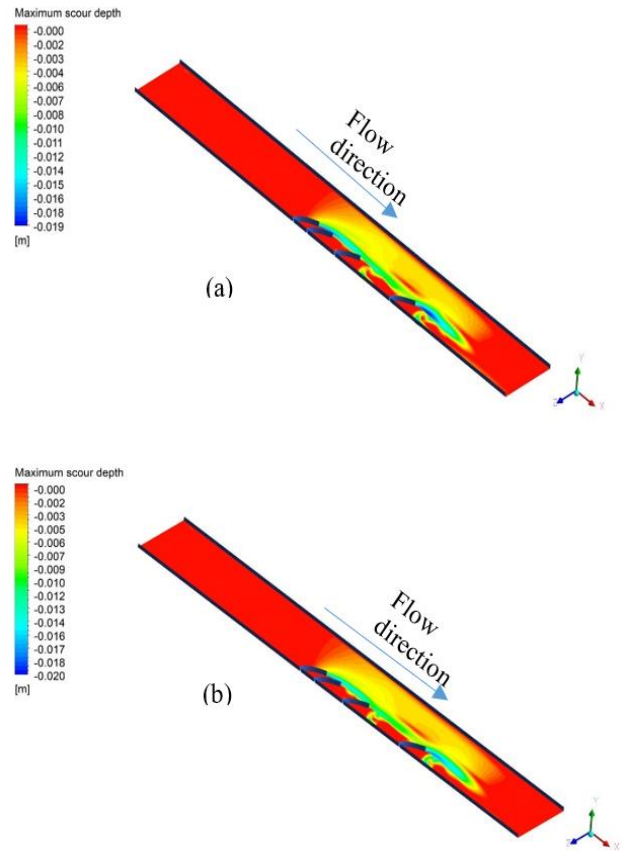 Maximum scour depth
-0.000
-0.002
-0.003
-0.004
-0.006
-0.007
-0.008
-0.010
-0.011
-0.012
-0.014
-0.015
-0.017
-0.018
-0.019
[m]
Flow
direction
(a)
Y
Z
X
Maximum scour depth
-0.000
-0.002
-0.003
-0.005
-0.006
-0.007
-0.009
-0.010
-0.011
-0.013
-0.014
-0.016
-0.017
-0.018
-0.020
[m]
Flow
direction
(b)
Y
Z
X